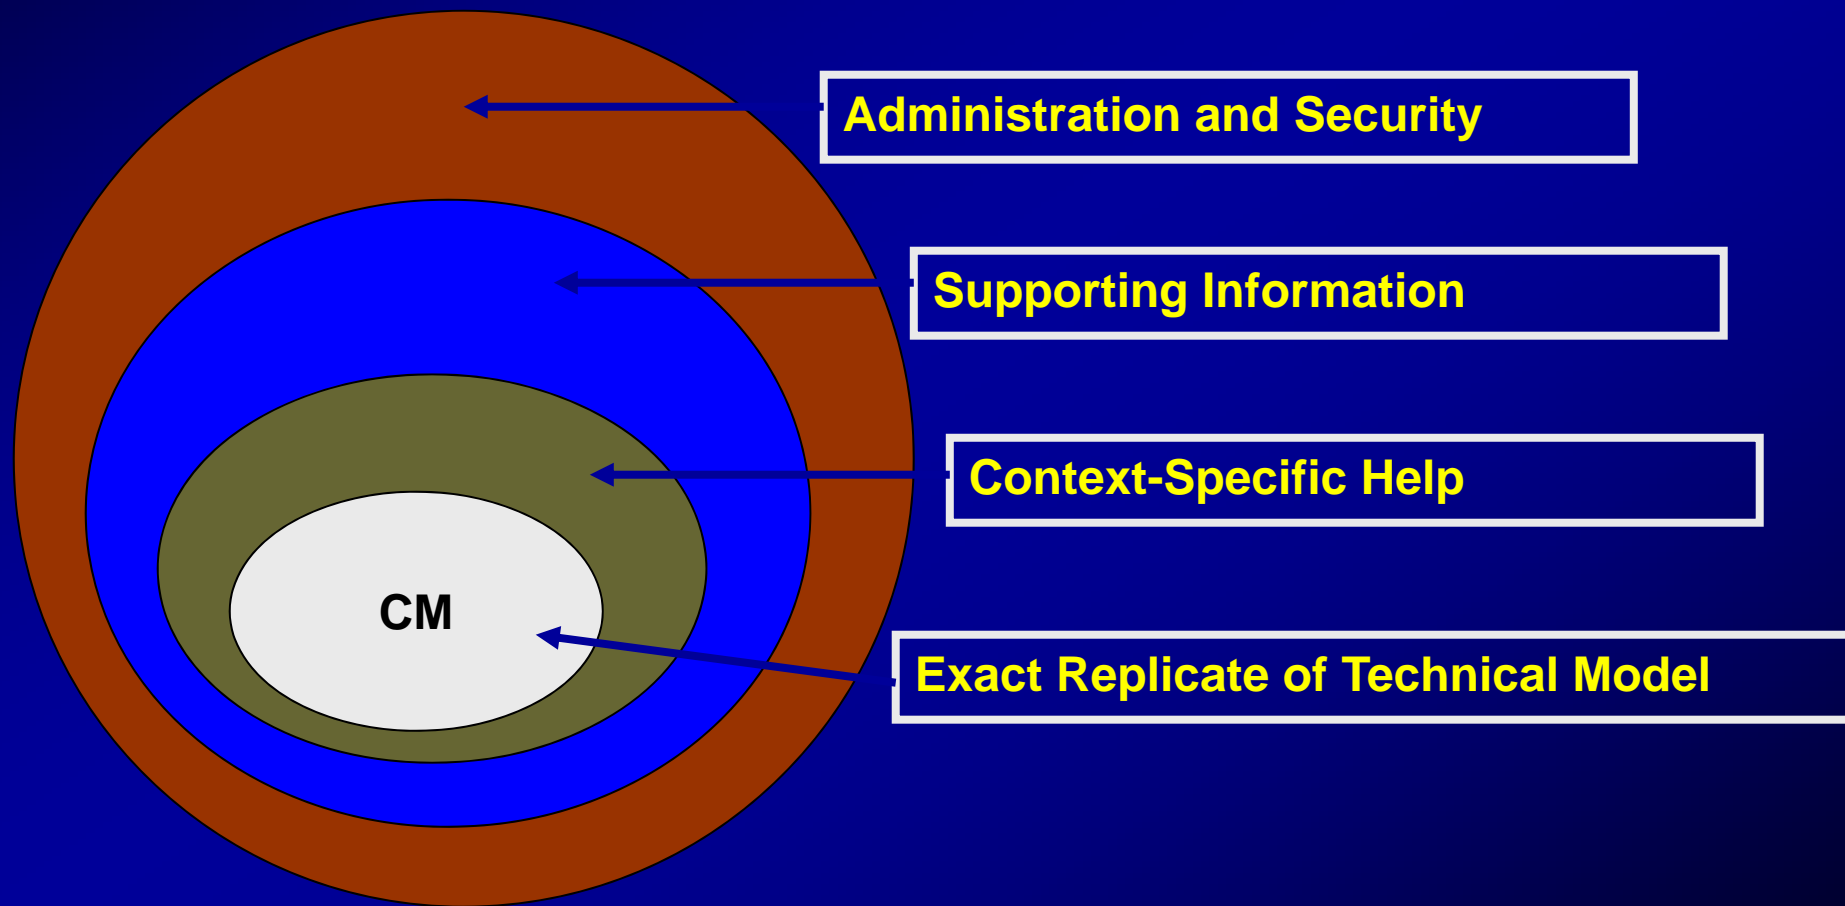 Administration and Security
Supporting Information
Context-Specific Help
CM
Exact Replicate of Technical Model